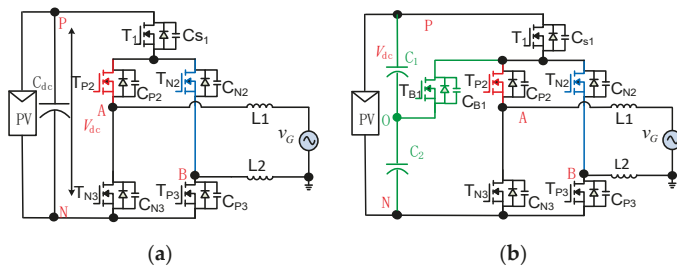 P
T1
Cs1
Cdc
TP2
CP2
TN2
CN2
PV
A
Vdc
L1
vG
B
L2
TN3
CN3
TP3
CP3
N
(a)
P
T1
Cs1
Vdc
C1
TB1
CB1
TP2
CP2
TN2
CN2
PV
O
A
L1
vG
C2
B
L2
TN3
CN3
TP3
CP3
N
(b)